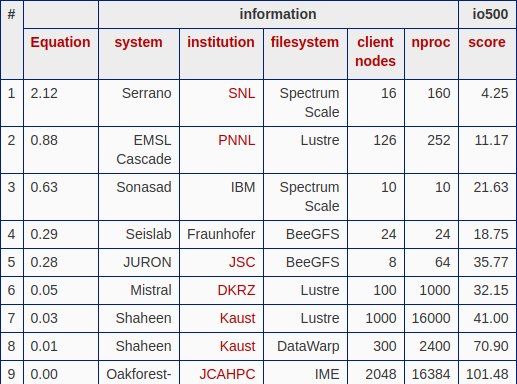 # information io500
Equation system institution filesystem client nodes nproc score
1 2.12 Serrano SNL Spectrum Scale 16 160 4.25
2 0.88 EMSL Cascade PNNL Lustre 126 252 11.17
3 0.63 Sonasad IBM Spectrum Scale 10 10 21.63
4 0.29 Seislab Fraunhofer BeeGFS 24 24 18.75
5 0.28 JURON JSC BeeGFS 8 64 35.77
6 0.05 Mistral DKRZ Lustre 100 1000 32.15
7 0.03 Shaheen Kaust Lustre 1000 16000 41.00
8 0.01 Shaheen Kaust DataWarp 300 2400 70.90
9 0.00 Oakforest- JCAHPC IME 2048 16384 101.48